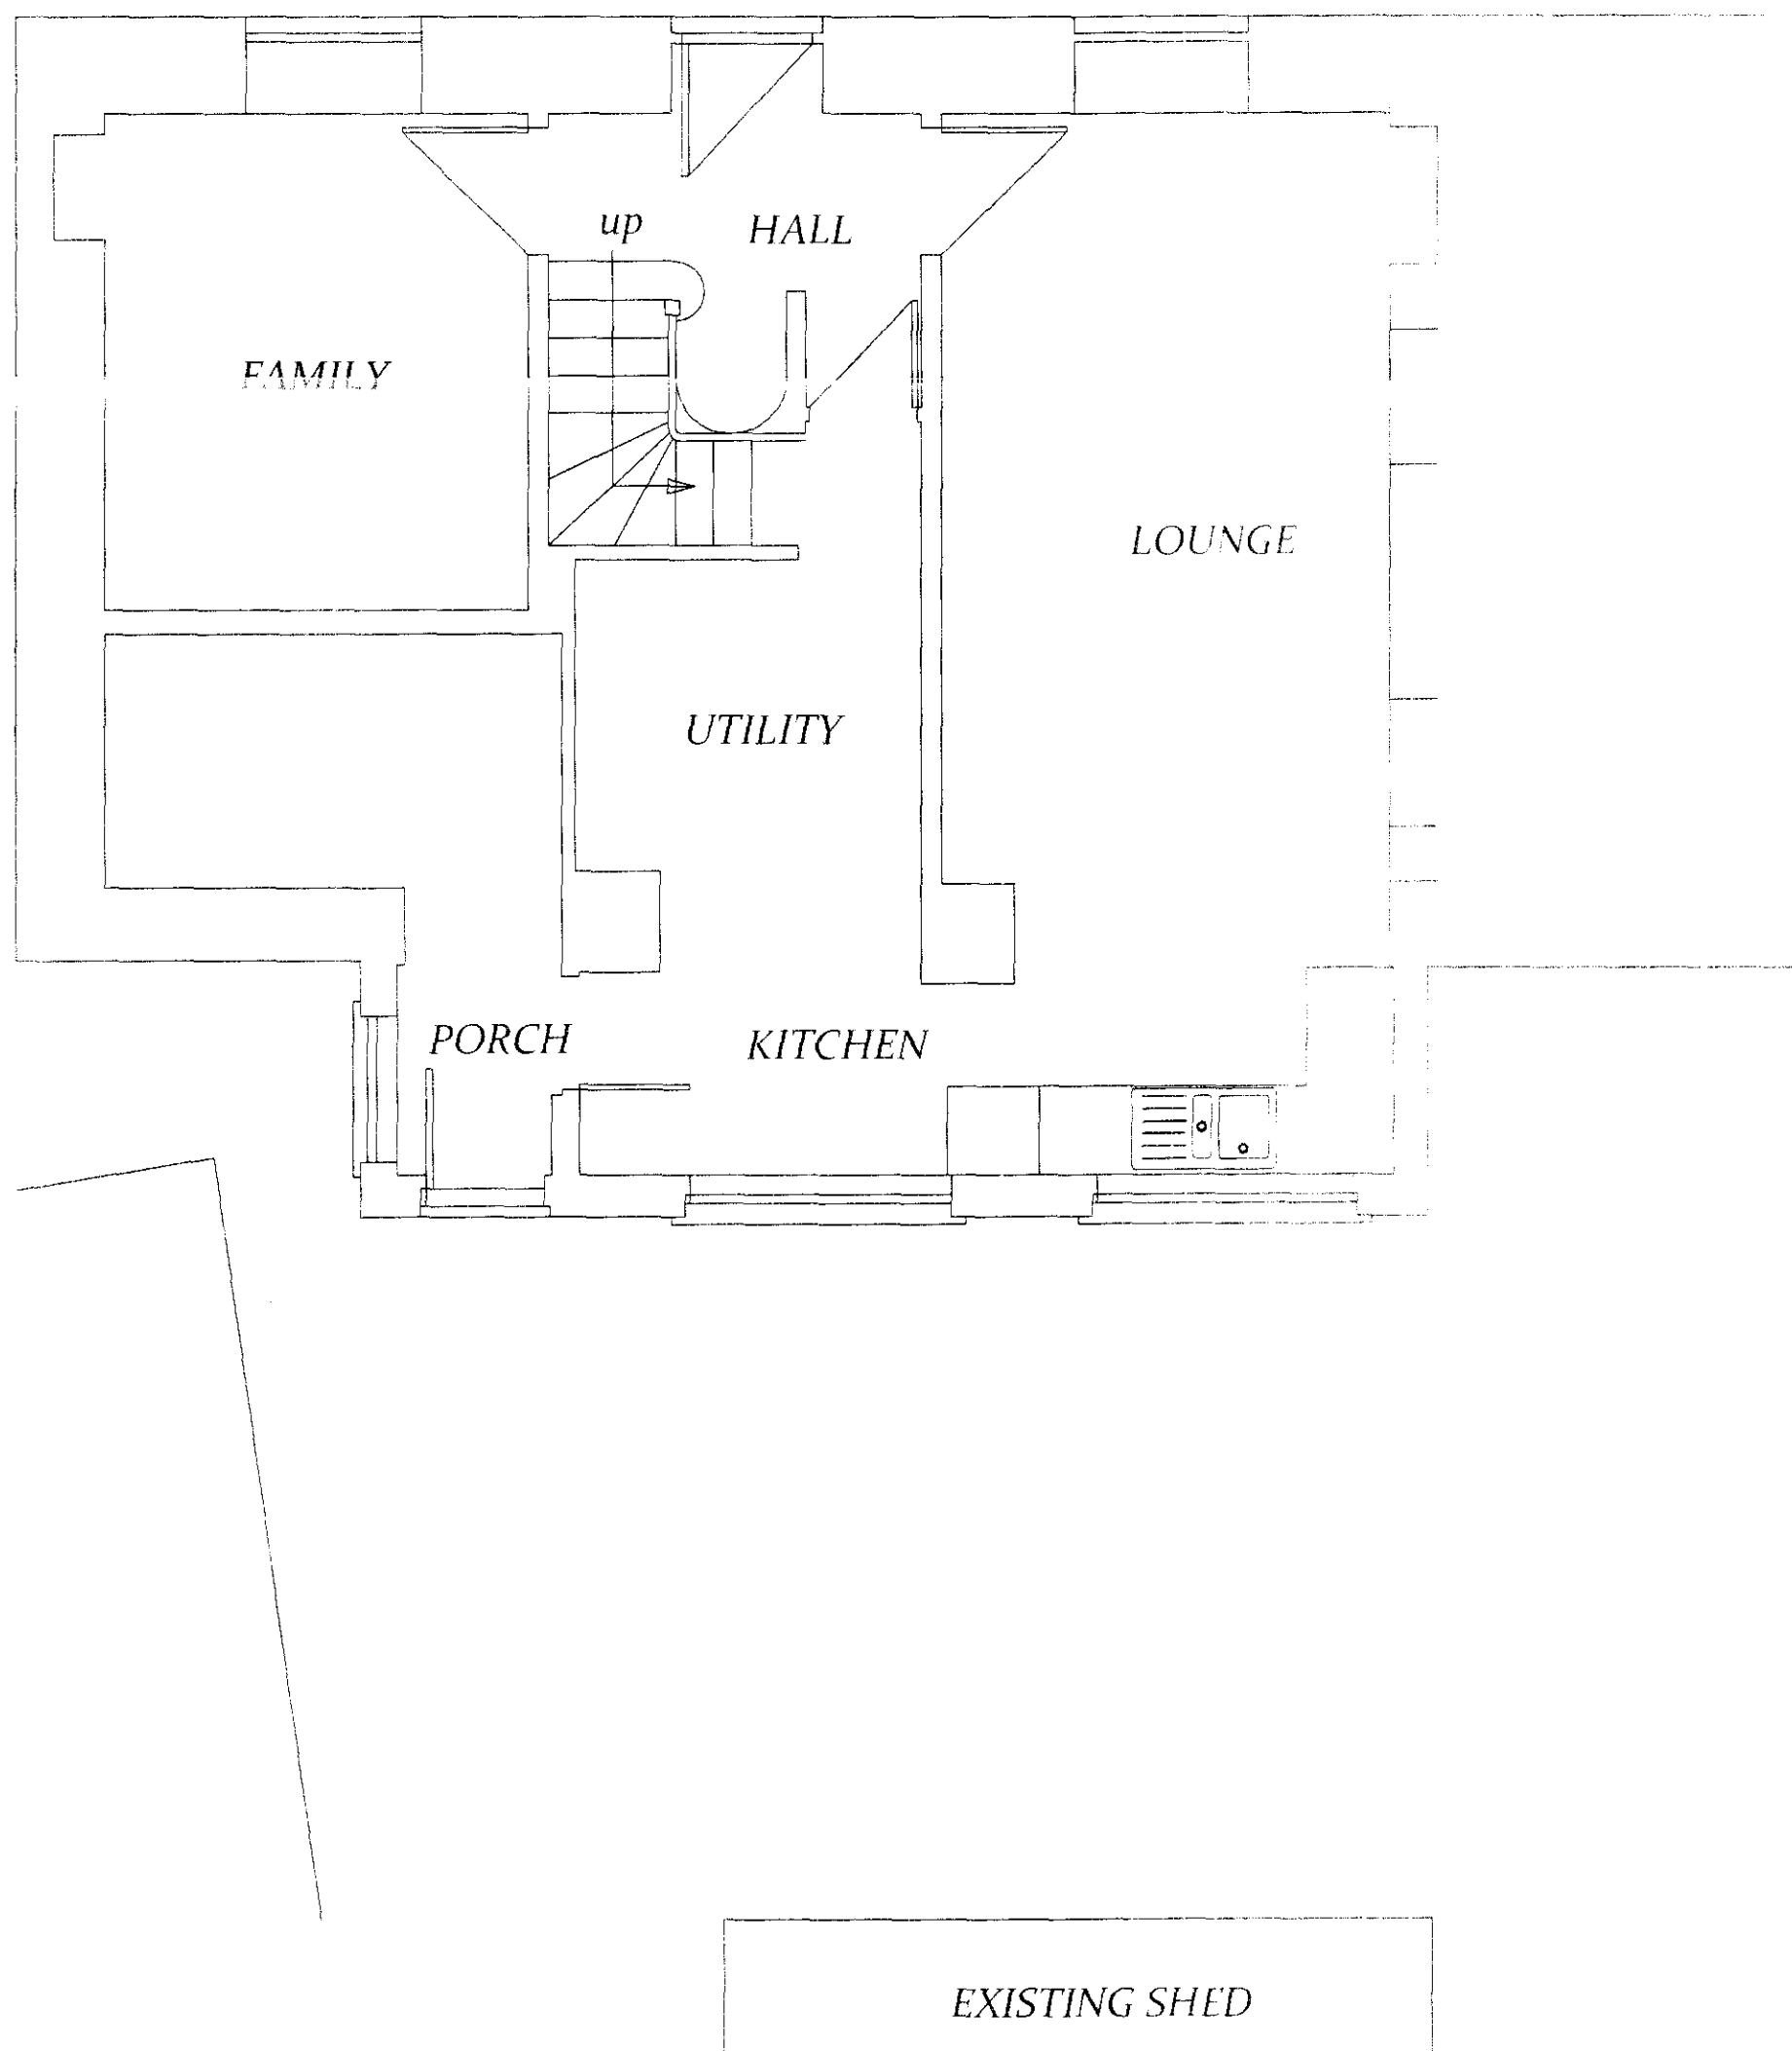 up
HALL
FAMILY
LOUNGE
UTILITY
PORCH
KITCHEN
EXISTING SHED